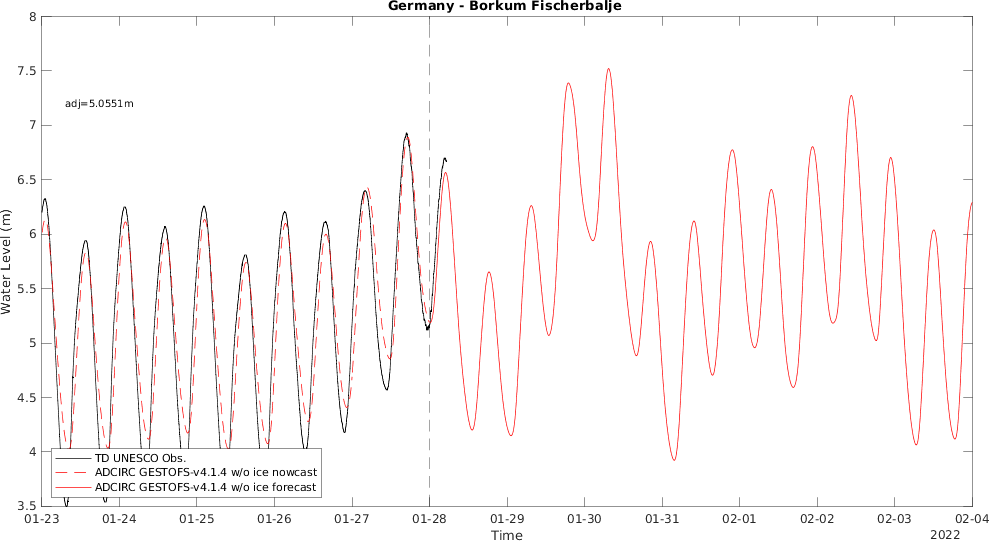 Germany - Borkum Fischerbalje
8
7.5
7
6.5
6
5.5
5
4.5
4
3.5
Water Level (m)
adj=5.0551m
TD UNESCO Obs.
ADCIRC GESTOFS-v4.1.4 w/o ice nowcast
ADCIRC GESTOFS-v4.1.4 w/o ice forecast
01-23 01-24 01-25 01-26 01-27 01-28 01-29 01-30 01-31 02-01 02-02 02-03 02-04
Time
2022